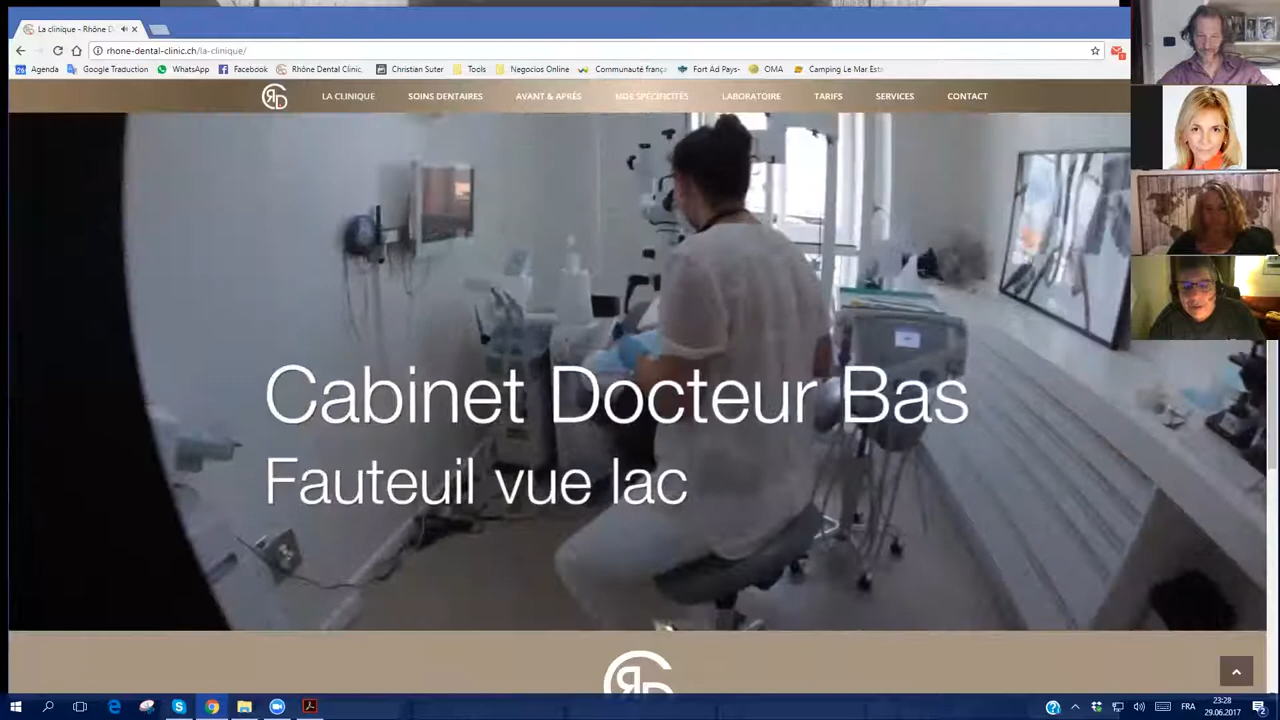 La clinique - Rhône D
rhone-dental-clinic.ch/la-clinique/
Agenda Google Traduction WhatsApp Facebook Rhône Dental Clinic, Christian Suter Tools Negocios Online Communauté frança Fort Ad Pays- OMA Camping Le Mar Este
LA CLINIQUE SOINS DENTAIRES AVANT & APRÈS NOS SPÉCIFICITÉS LABORATOIRE TARIFS SERVICES CONTACT
Cabinet Docteur Bas
Fauteuil vue lac
FRA
23:28
29.06.2017